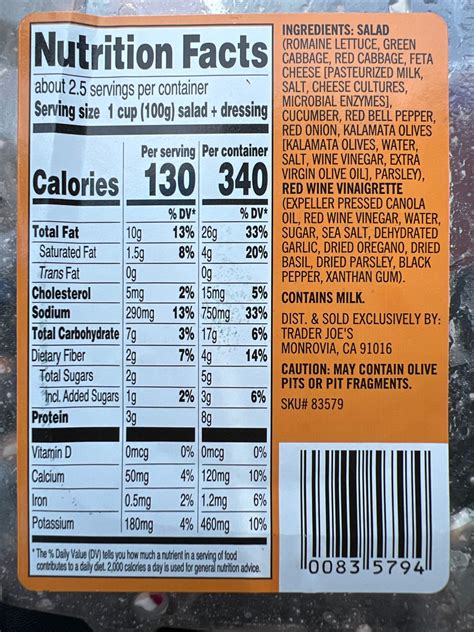 Nutrition Facts
about 2.5 servings per container
Serving size 1 cup (100g) salad + dressing
Per serving Per container
Calories 130 340
% DV* % DV*
Total Fat 10g 13% 26g 33%
Saturated Fat 1.5g 8% 4g 20%
Trans Fat 0g 0g
Cholesterol 5mg 2% 15mg 5%
Sodium 290mg 13% 750mg 33%
Total Carbohydrate 7g 3% 17g 6%
Dietary Fiber 2g 7% 4g 14%
Total Sugars 2g 5g
Incl. Added Sugars 1g 2% 3g 6%
Protein 3g 8g
Vitamin D 0mcg 0% 0mcg 0%
Calcium 50mg 4% 120mg 10%
Iron 0.5mg 2% 1.2mg 6%
Potassium 180mg 4% 460mg 10%
* The % Daily Value (DV) tells you how much a nutrient in a serving of food
contributes to a daily diet. 2,000 calories a day is used for general nutrition advice.
INGREDIENTS: SALAD
(ROMAINE LETTUCE, GREEN
CABBAGE, RED CABBAGE, FETA
CHEESE [PASTEURIZED MILK,
SALT, CHEESE CULTURES,
MICROBIAL ENZYMES],
CUCUMBER, RED BELL PEPPER,
RED ONION, KALAMATA OLIVES
[KALAMATA OLIVES, WATER,
SALT, WINE VINEGAR, EXTRA
VIRGIN OLIVE OIL], PARSLEY),
RED WINE VINAIGRETTE
(EXPELLER PRESSED CANOLA
OIL, RED WINE VINEGAR, WATER,
SUGAR, SEA SALT, DEHYDRATED
GARLIC, DRIED OREGANO, DRIED
BASIL, DRIED PARSLEY, BLACK
PEPPER, XANTHAN GUM).
CONTAINS MILK.
DIST. & SOLD EXCLUSIVELY BY:
TRADER JOE'S
MONROVIA, CA 91016
CAUTION: MAY CONTAIN OLIVE
PITS OR PIT FRAGMENTS.
SKU# 83579
0083 5794